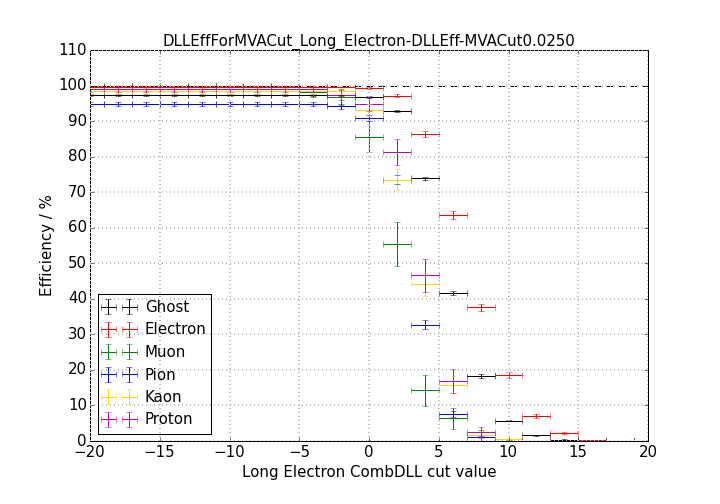 DLLEffForMVACut_Long_Electron-DLLEff-MVACut0.0250
110
100
90
80
70
60
50
40
30
20
10
0
Efficiency / %
Ghost
Electron
Muon
Pion
Kaon
Proton
−20 −15 −10 −5 0 5 10 15 20
Long Electron CombDLL cut value